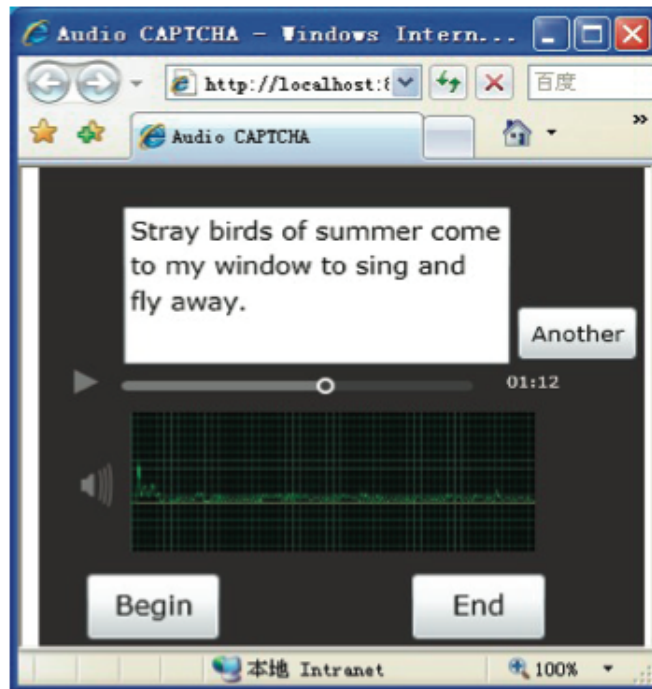 Audio CAPTCHA - Windows Intern...
http://localhost:8
百度
Audio CAPTCHA
»
Stray birds of summer come
to my window to sing and
fly away.
Another
01:12
Begin
End
本地 Intranet
100%